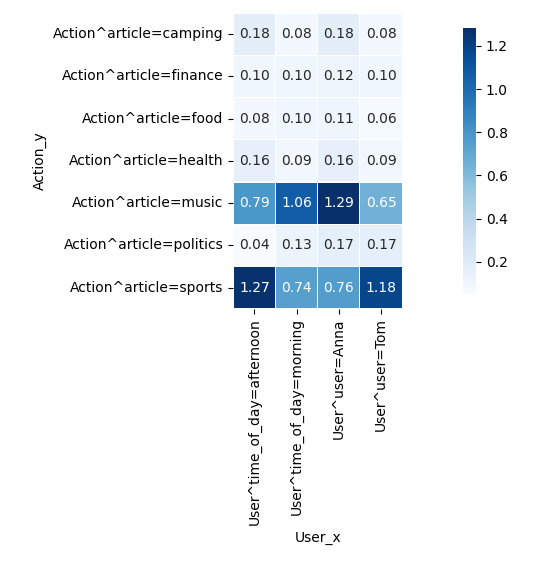 Action_y
Action^article=camping 0.18 0.08 0.18 0.08
Action^article=finance 0.10 0.10 0.12 0.10
Action^article=food 0.08 0.10 0.11 0.06
Action^article=health 0.16 0.09 0.16 0.09
Action^article=music 0.79 1.06 1.29 0.65
Action^article=politics 0.04 0.13 0.17 0.17
Action^article=sports 1.27 0.74 0.76 1.18
User^time_of_day=afternoon
User^time_of_day=morning
User^user=Anna
User^user=Tom
User_x
1.2
1.0
0.8
0.6
0.4
0.2